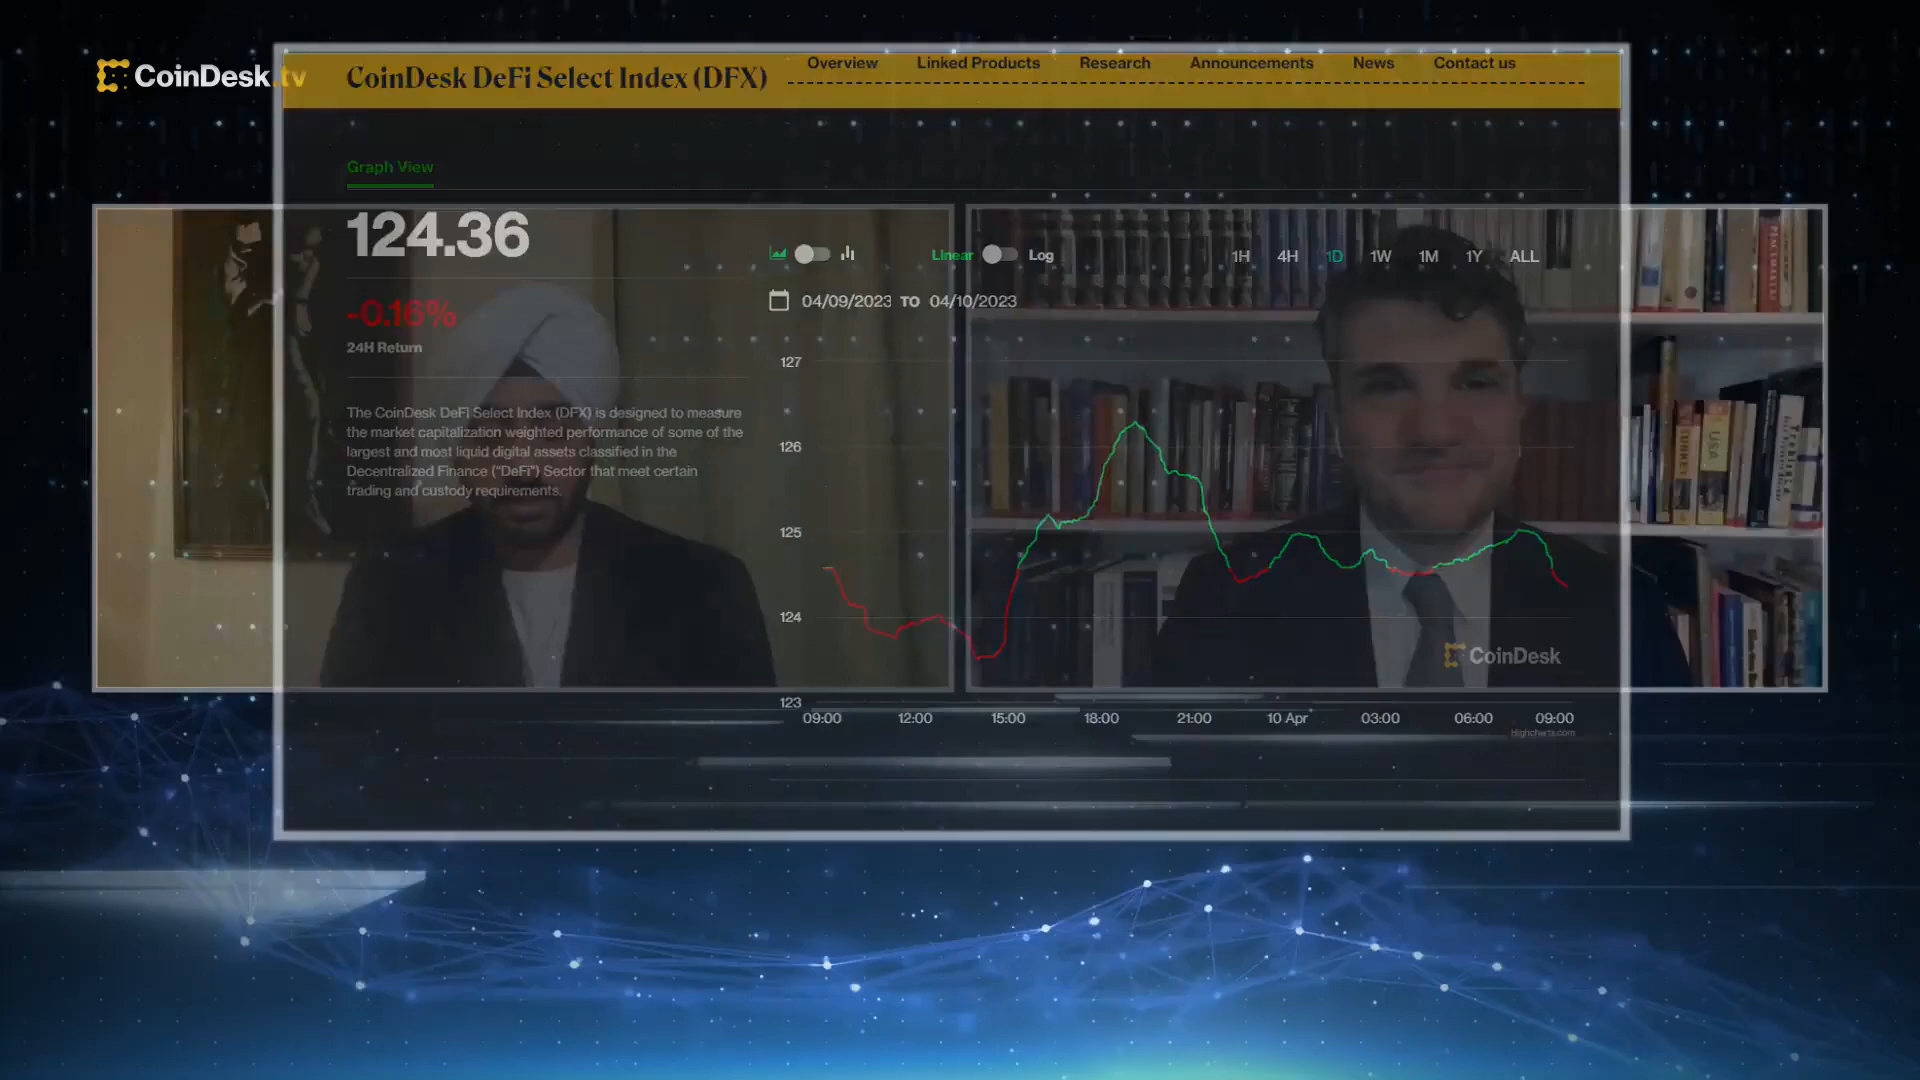 CoinDesk.tv
CoinDesk DeFi Select Index (DFX)
Overview
Linked Products
Research
Announcements
News
Contact us
Graph View
124.36
-0.16%
24H Return
The CoinDesk DeFi Select Index (DFX) is designed to measure
the market capitalization weighted performance of some of the
largest and most liquid digital assets classified in the
Decentralized Finance ("DeFi") Sector that meet certain
trading and custody requirements.
Linear
Log
1H
4H
1D
1W
1M
1Y
ALL
04/09/2023 TO 04/10/2023
127
126
125
124
123
09:00
12:00
15:00
18:00
21:00
10 Apr
03:00
06:00
09:00
CoinDesk
Highcharts.com
TURKEY
USA